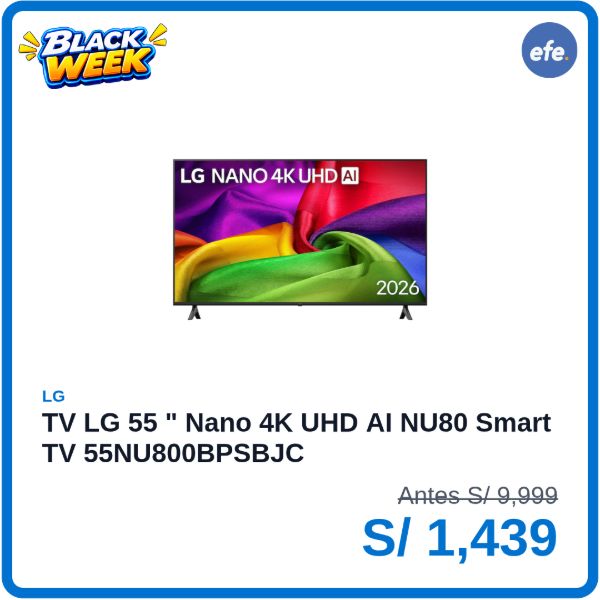 BLACK
WEEK
efe.
LG NANO 4K UHD AI
2026
LG
TV LG 55 " Nano 4K UHD AI NU80 Smart
TV 55NU800BPSBJC
Antes S/ 9,999
S/ 1,439